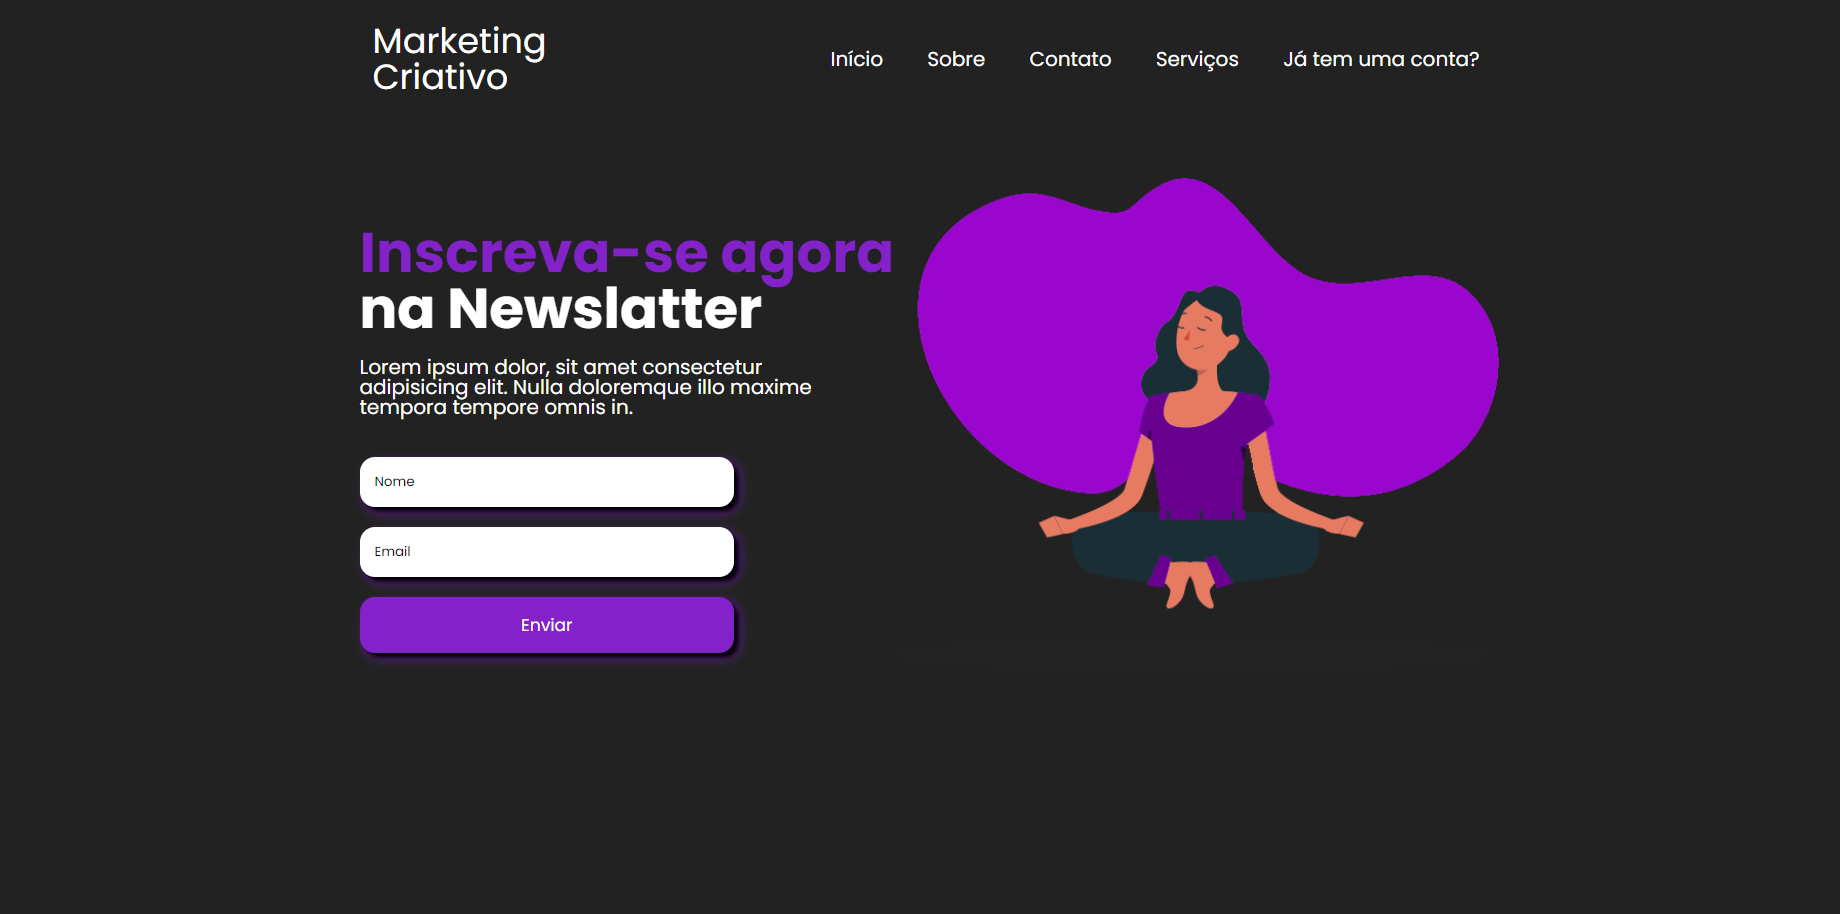 Marketing
Criativo
Início Sobre Contato Serviços Já tem uma conta?
Inscreva-se agora
na Newslatter
Lorem ipsum dolor, sit amet consectetur
adipisicing elit. Nulla doloremque illo maxime
tempora tempore omnis in.
Nome
Email
Enviar